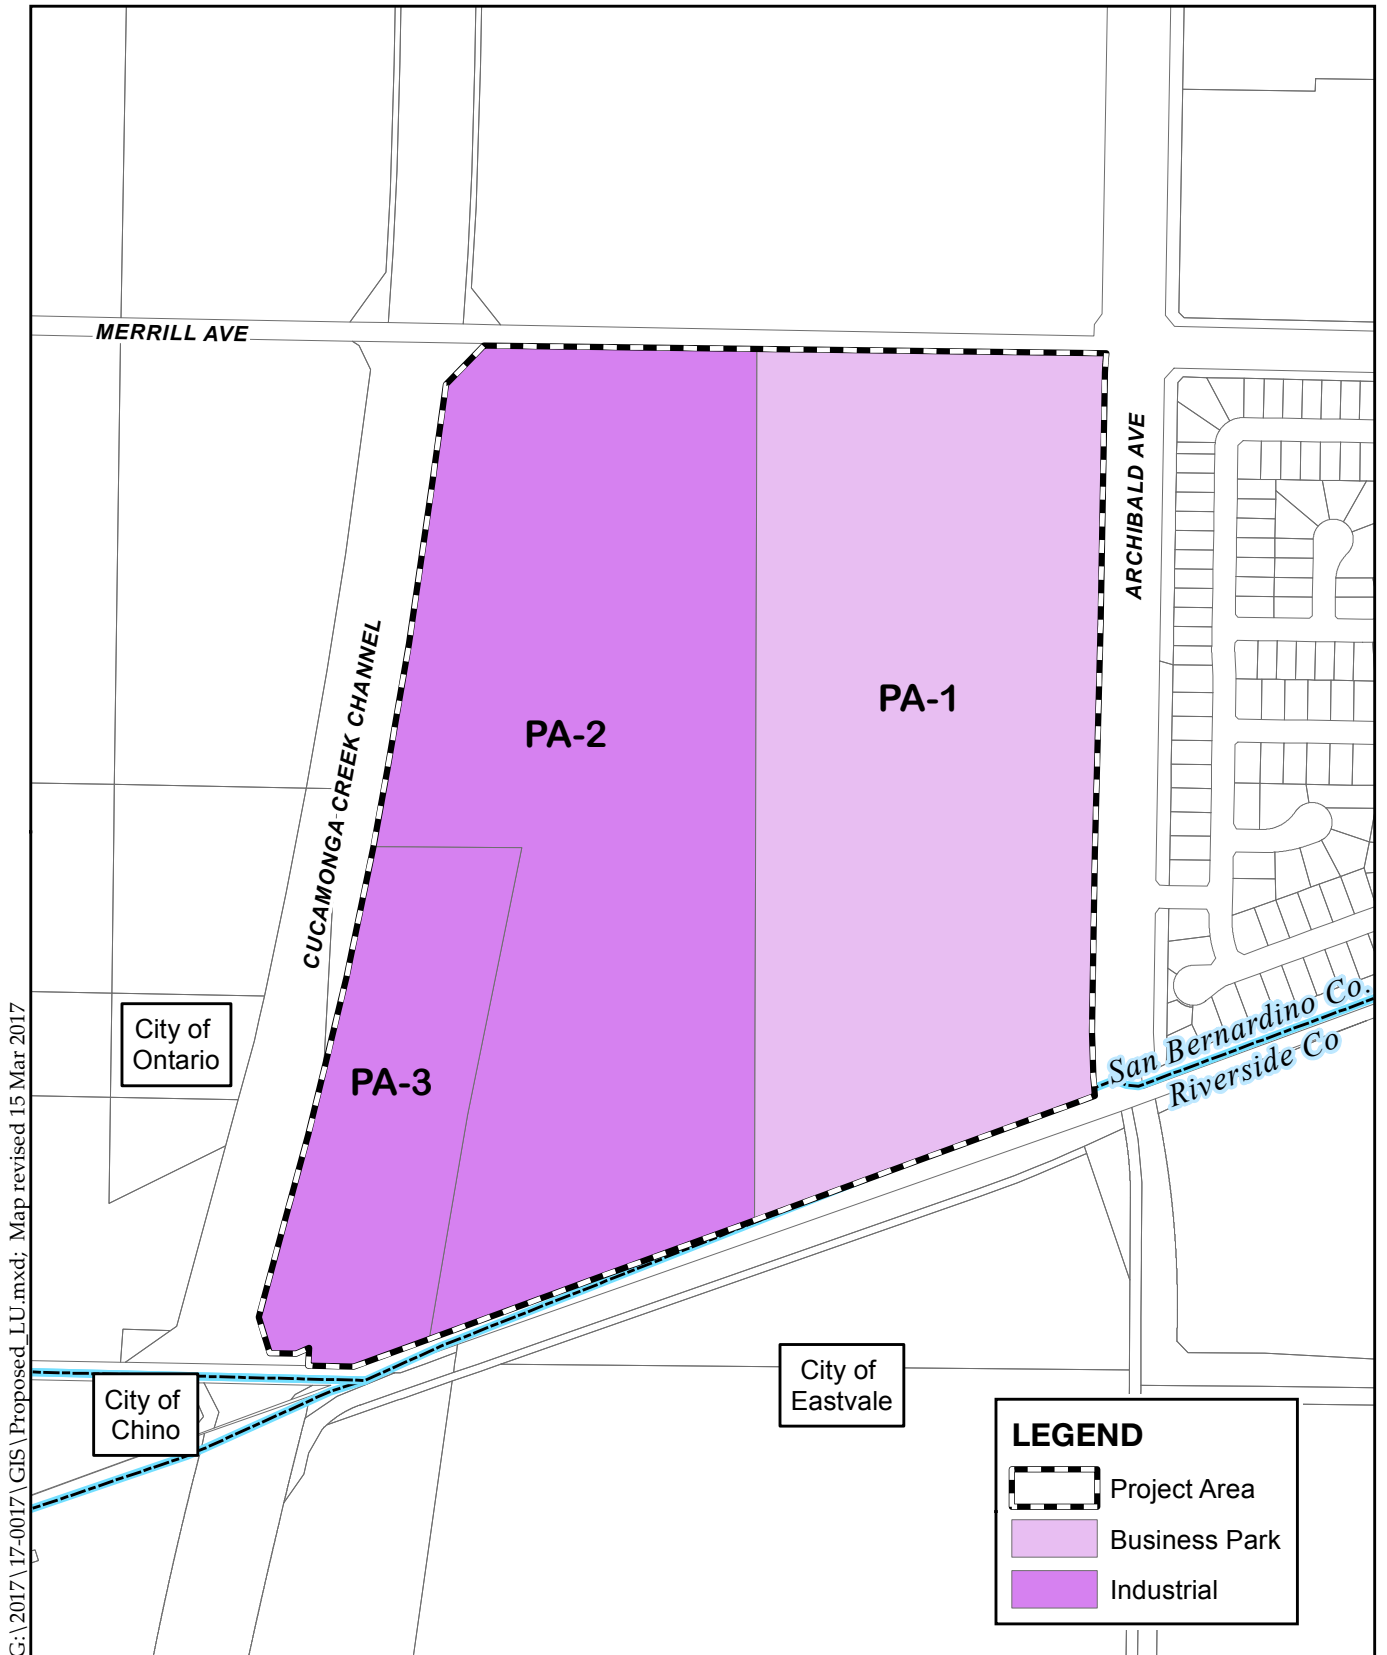 MERRILL AVE
ARCHIBALD AVE
CUCAMONGA CREEK CHANNEL
PA-1
PA-2
PA-3
City of
Ontario
San Bernardino Co.
Riverside Co
City of
Chino
City of
Eastvale
LEGEND
Project Area
Business Park
Industrial
G:\2017\17-0017\GIS\Proposed_LU.mxd; Map revised 15 Mar 2017